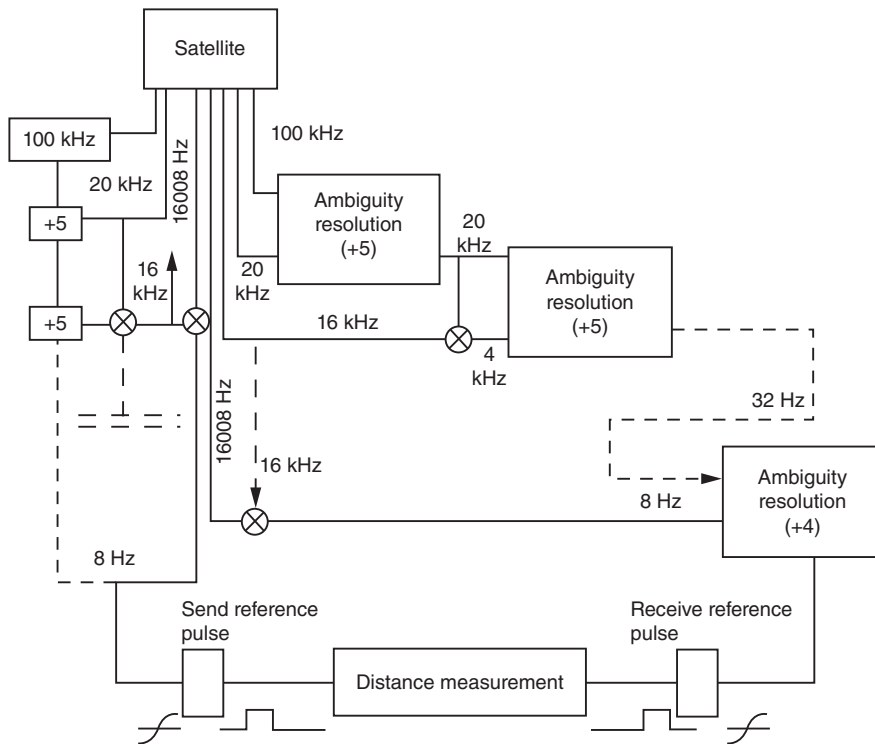 Satellite
100 kHz
100 kHz
20 kHz
16008 Hz
+5
Ambiguity
resolution
(+5)
20
kHz
16
kHz
20
kHz
Ambiguity
resolution
(+5)
+5
16 kHz
4
kHz
32 Hz
16008 Hz
16 kHz
8 Hz
Ambiguity
resolution
(+4)
8 Hz
Send reference
pulse
Receive reference
pulse
Distance measurement